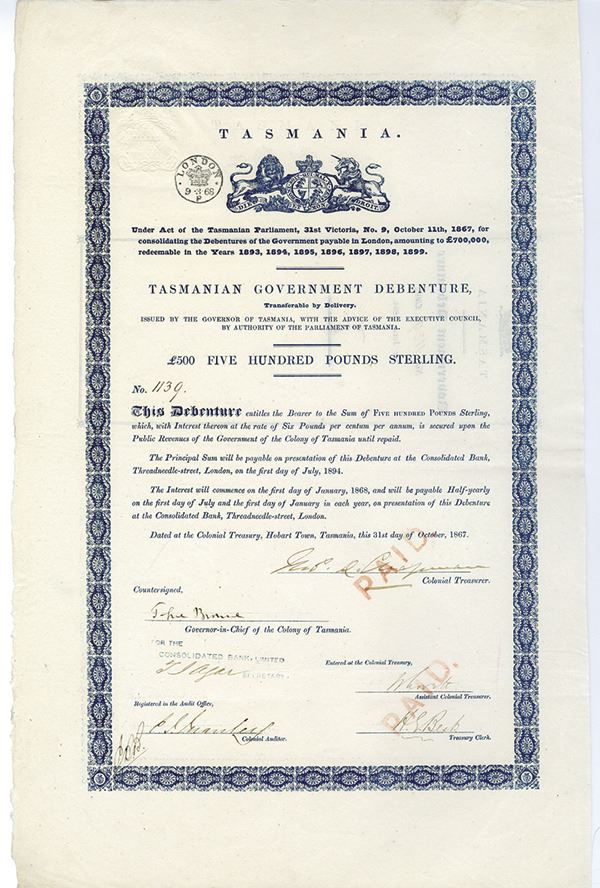 TASMANIA.
LONDON
9·3·68
P
Under Act of the Tasmanian Parliament, 31st Victoria, No. 9, October 11th, 1867, for
consolidating the Debentures of the Government payable in London, amounting to £700,000,
redeemable in the Years 1893, 1894, 1895, 1896, 1897, 1898, 1899.
TASMANIAN GOVERNMENT DEBENTURE,
Transferable by Delivery.
ISSUED BY THE GOVERNOR OF TASMANIA, WITH THE ADVICE OF THE EXECUTIVE COUNCIL,
BY AUTHORITY OF THE PARLIAMENT OF TASMANIA.
£500 FIVE HUNDRED POUNDS STERLING.
No. 1139.
This Debenture entitles the Bearer to the Sum of FIVE HUNDRED POUNDS Sterling,
which, with Interest thereon at the rate of Six Pounds per centum per annum, is secured upon the
Public Revenues of the Government of the Colony of Tasmania until repaid.
The Principal Sum will be payable on presentation of this Debenture at the Consolidated Bank,
Threadneedle-street, London, on the first day of July, 1894.
The Interest will commence on the first day of January, 1868, and will be payable Half-yearly
on the first day of July and the first day of January in each year, on presentation of this Debenture
at the Consolidated Bank, Threadneedle-street, London.
Dated at the Colonial Treasury, Hobart Town, Tasmania, this 31st day of October, 1867.
PAID.
Colonial Treasurer.
Countersigned,
Governor-in-Chief of the Colony of Tasmania.
FOR THE
CONSOLIDATED BANK, LIMITED
SECRETARY.
Entered at the Colonial Treasury,
PAID.
Assistant Colonial Treasurer.
Registered in the Audit Office,
Colonial Auditor.
Treasury Clerk.